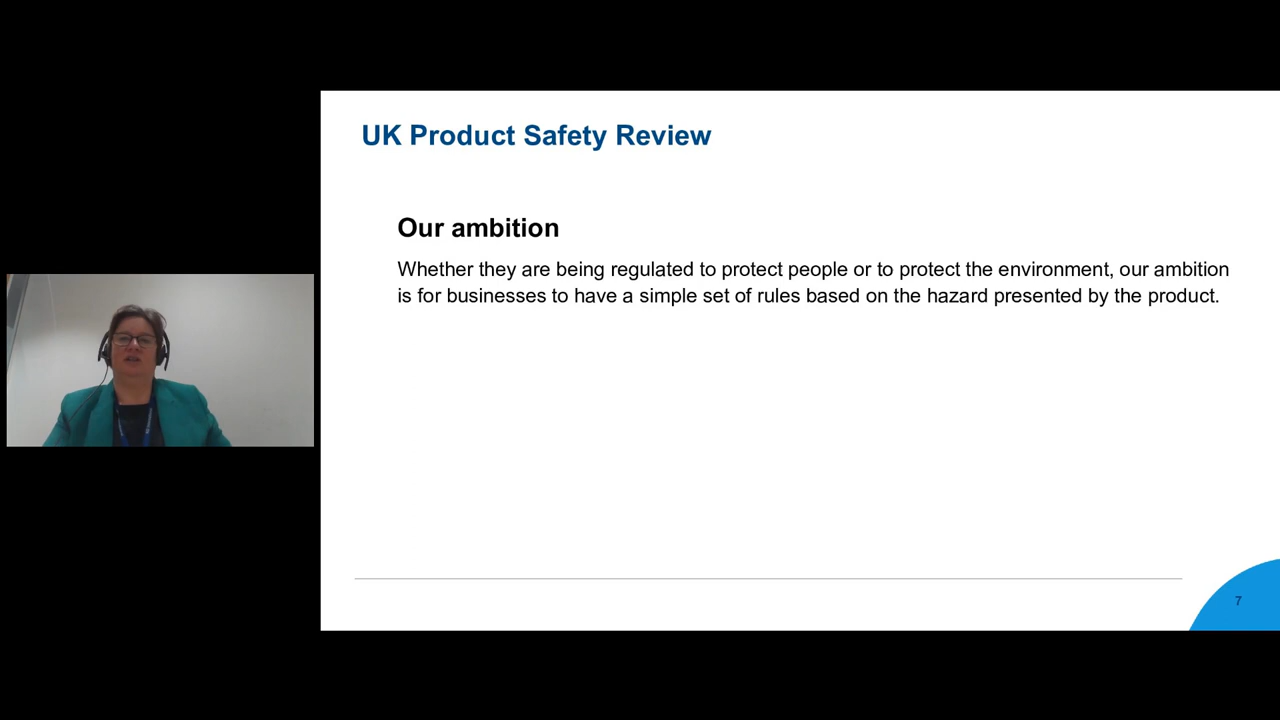 UK Product Safety Review
Our ambition
Whether they are being regulated to protect people or to protect the environment, our ambition
is for businesses to have a simple set of rules based on the hazard presented by the product.
7